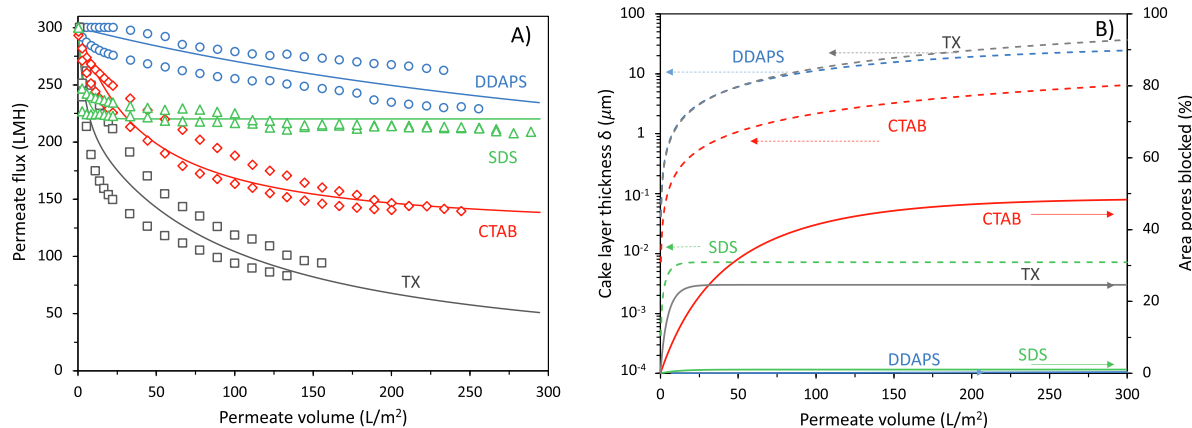 A)
Permeate flux (LMH)
300
250
200
150
100
50
0
DDAPS
SDS
CTAB
TX
0 50 100 150 200 250 300
Permeate volume (L/m²)
B)
Cake layer thickness δ (μm)
100
10
1
10⁻¹
10⁻²
10⁻³
10⁻⁴
TX
DDAPS
CTAB
SDS
CTAB
TX
SDS
DDAPS
100
80
60
40
20
0
Area pores blocked (%)
0 50 100 150 200 250 300
Permeate volume (L/m²)